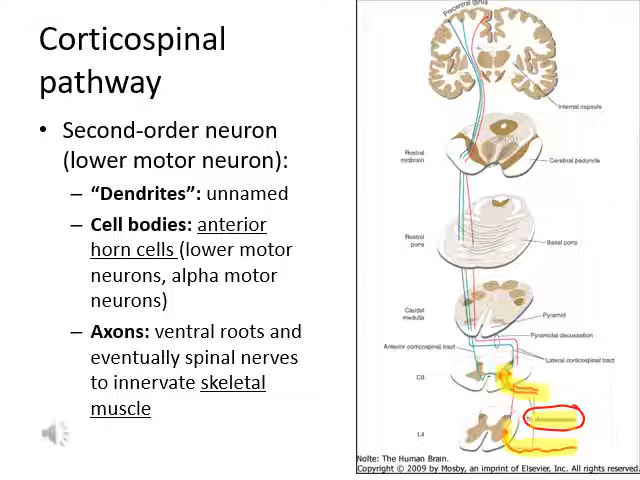 Corticospinal
pathway
• Second-order neuron
(lower motor neuron):
– “Dendrites”: unnamed
– Cell bodies: anterior
horn cells (lower motor
neurons, alpha motor
neurons)
– Axons: ventral roots and
eventually spinal nerves
to innervate skeletal
muscle
Precentral gyrus
Internal capsule
Rostral
midbrain
Cerebral peduncle
Rostral
pons
Basal pons
Caudal
medulla
Pyramid
Pyramidal decussation
Anterior corticospinal tract
Lateral corticospinal tract
C8
L4
Nolte: The Human Brain.
Copyright © 2009 by Mosby, an imprint of Elsevier, Inc. All rights reserved.